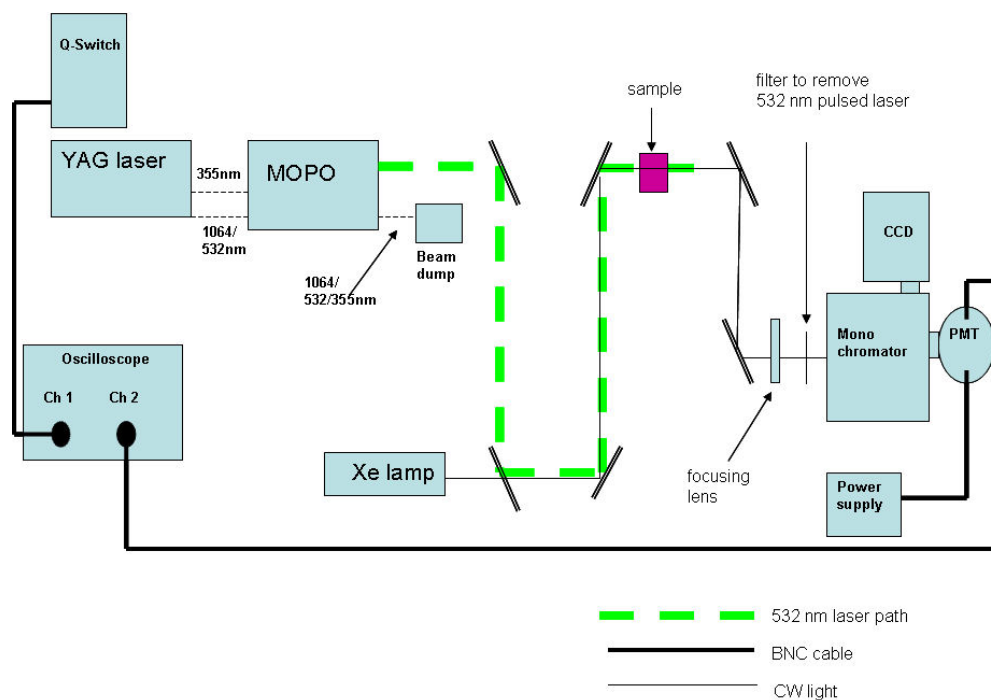 Q-Switch
YAG laser
355nm
1064/
532nm
MOPO
Beam
dump
1064/
532/355nm
sample
filter to remove
532 nm pulsed laser
CCD
Mono
chromator
PMT
Oscilloscope
Ch 1
Ch 2
Xe lamp
focusing
lens
Power
supply
532 nm laser path
BNC cable
CW light